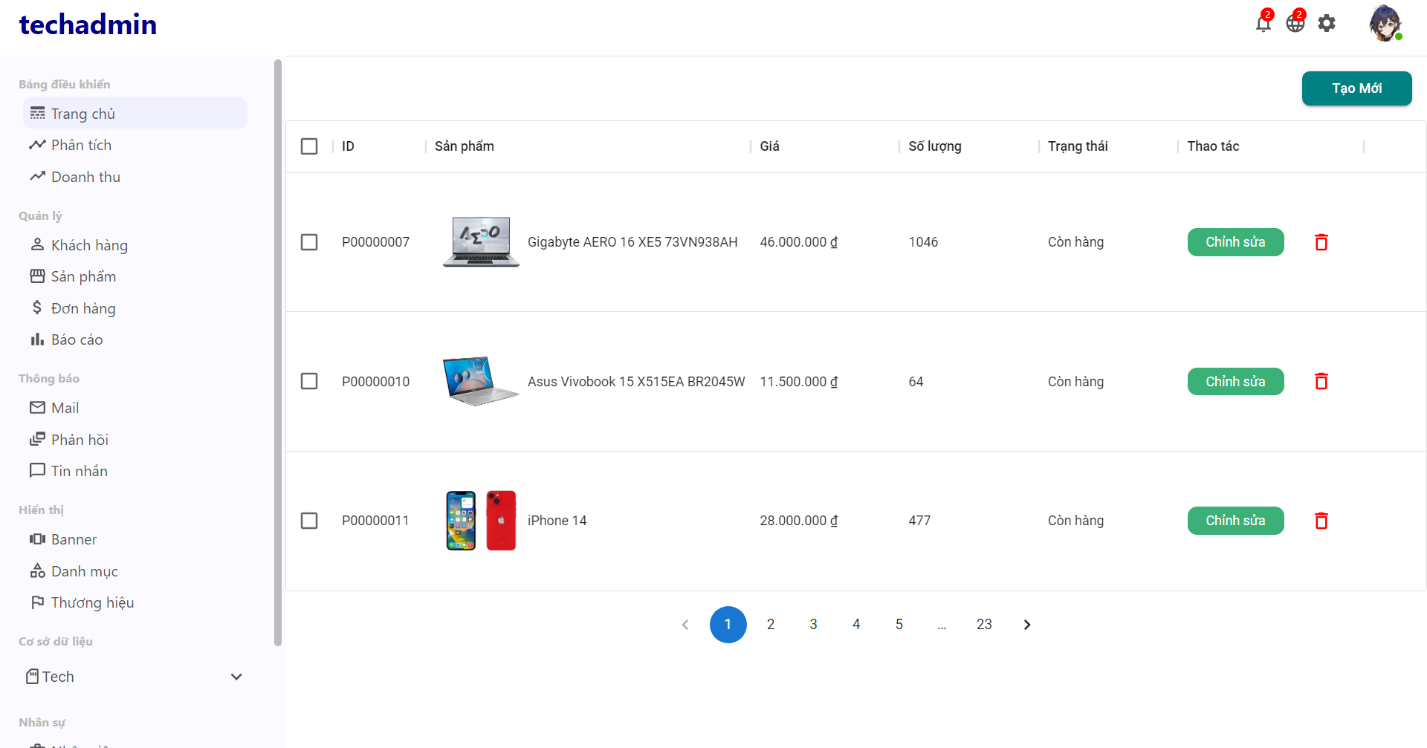 techadmin
2
2
Bảng điều khiển
Trang chủ
Phân tích
Doanh thu
Quản lý
Khách hàng
Sản phẩm
Đơn hàng
Báo cáo
Thông báo
Mail
Phản hồi
Tin nhắn
Hiển thị
Banner
Danh mục
Thương hiệu
Cơ sở dữ liệu
Tech
Nhân sự
Tạo Mới
ID Sản phẩm Giá Số lượng Trạng thái Thao tác
P00000007 AERO Gigabyte AERO 16 XE5 73VN938AH 46.000.000 ₫ 1046 Còn hàng Chỉnh sửa
P00000010 Asus Vivobook 15 X515EA BR2045W 11.500.000 ₫ 64 Còn hàng Chỉnh sửa
P00000011 iPhone 14 28.000.000 ₫ 477 Còn hàng Chỉnh sửa
1 2 3 4 5 ... 23